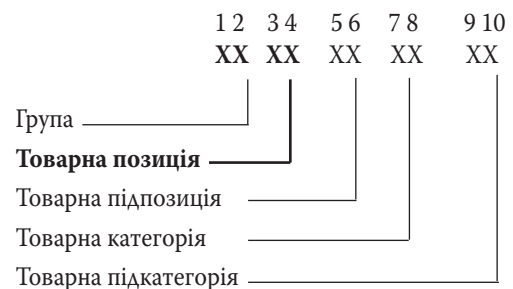 1 2 3 4 5 6 7 8 9 10
XX XX XX XX XX
Група
Товарна позиція
Товарна підпозиція
Товарна категорія
Товарна підкатегорія